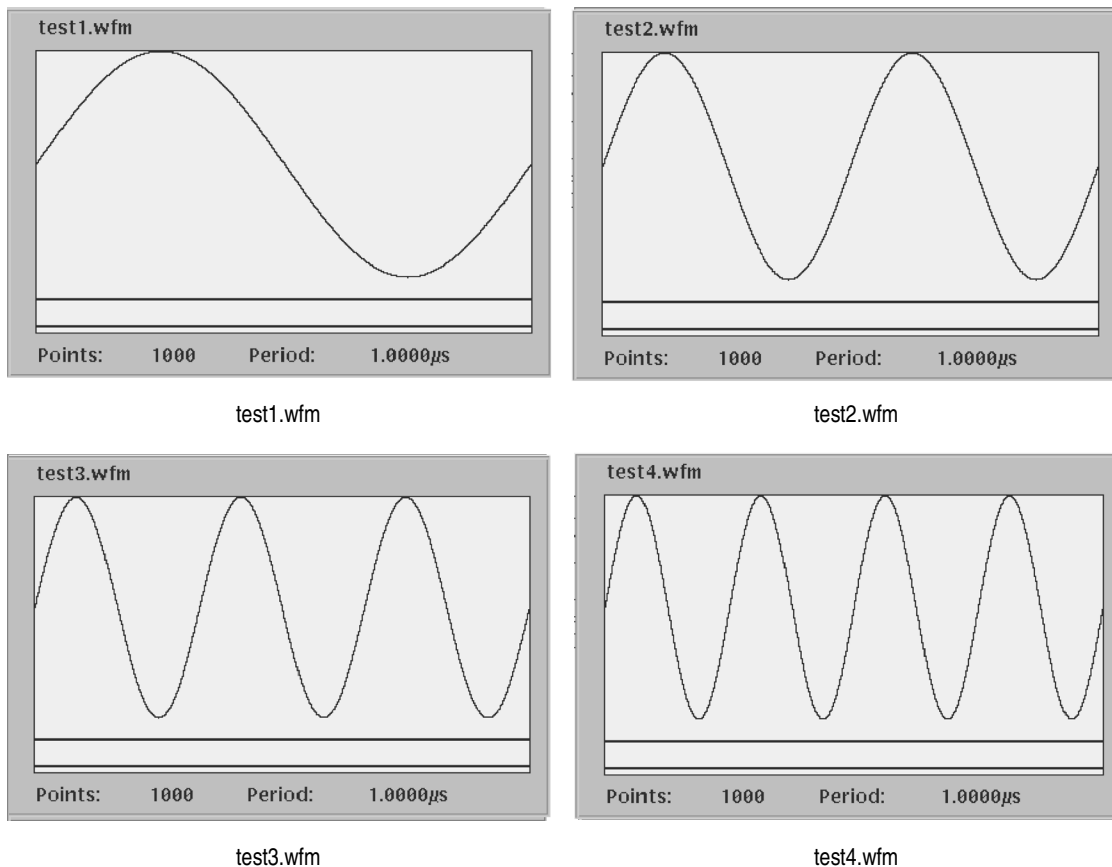 test1.wfm
Points: 1000 Period: 1.0000µs
test1.wfm
test2.wfm
Points: 1000 Period: 1.0000µs
test2.wfm
test3.wfm
Points: 1000 Period: 1.0000µs
test3.wfm
test4.wfm
Points: 1000 Period: 1.0000µs
test4.wfm